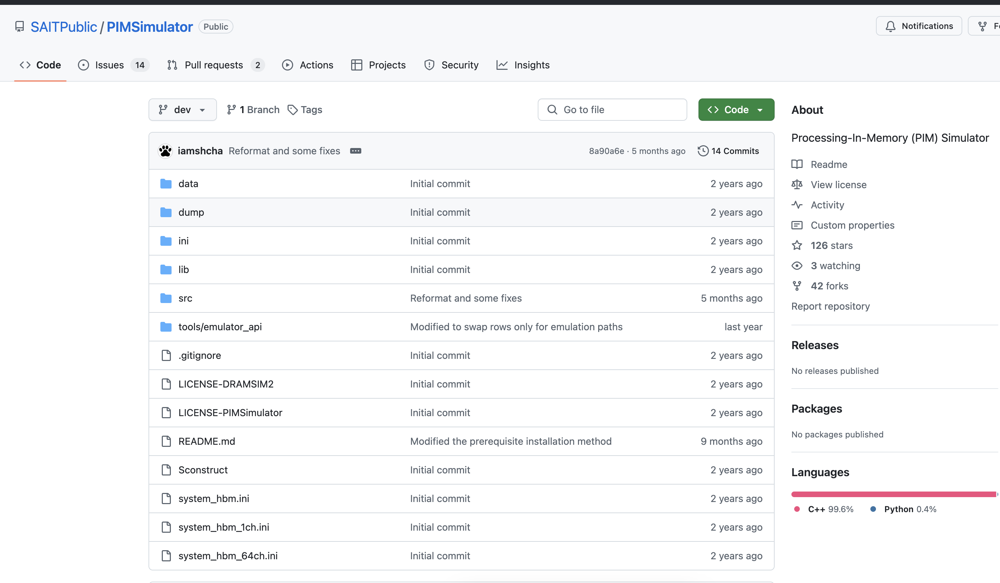 SAITPublic / PIMSimulator Public
Notifications
Code Issues 14 Pull requests 2 Actions Projects Security Insights
dev 1 Branch Tags Go to file Code
iamshcha Reformat and some fixes 8a90a6e · 5 months ago 14 Commits
data Initial commit 2 years ago
dump Initial commit 2 years ago
ini Initial commit 2 years ago
lib Initial commit 2 years ago
src Reformat and some fixes 5 months ago
tools/emulator_api Modified to swap rows only for emulation paths last year
.gitignore Initial commit 2 years ago
LICENSE-DRAMSIM2 Initial commit 2 years ago
LICENSE-PIMSimulator Initial commit 2 years ago
README.md Modified the prerequisite installation method 9 months ago
Sconstruct Initial commit 2 years ago
system_hbm.ini Initial commit 2 years ago
system_hbm_1ch.ini Initial commit 2 years ago
system_hbm_64ch.ini Initial commit 2 years ago
About
Processing-In-Memory (PIM) Simulator
Readme
View license
Activity
Custom properties
126 stars
3 watching
42 forks
Report repository
Releases
No releases published
Packages
No packages published
Languages
C++ 99.6% Python 0.4%